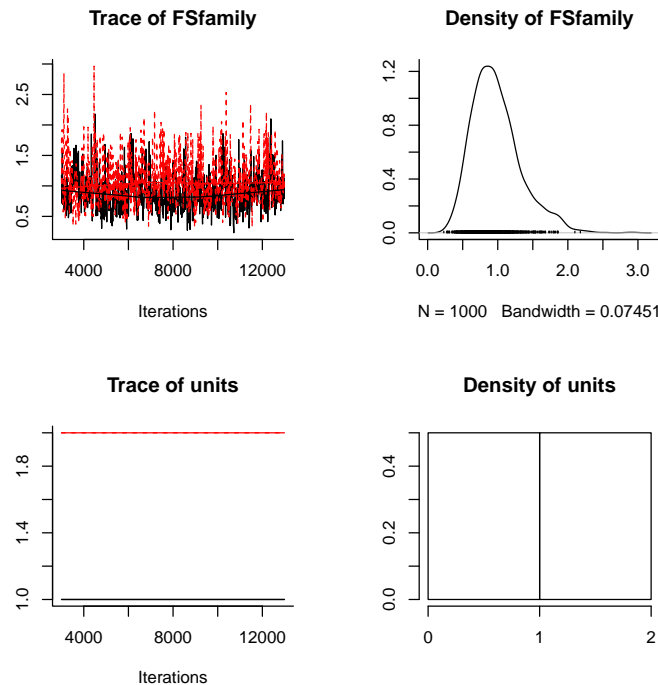 Trace of FSfamily
0.5
1.5
2.5
4000 8000 12000
Iterations
Density of FSfamily
0.0
0.4
0.8
1.2
0.0 1.0 2.0 3.0
N = 1000 Bandwidth = 0.07451
Trace of units
1.0
1.4
1.8
4000 8000 12000
Iterations
Density of units
0.0
0.2
0.4
0 1 2